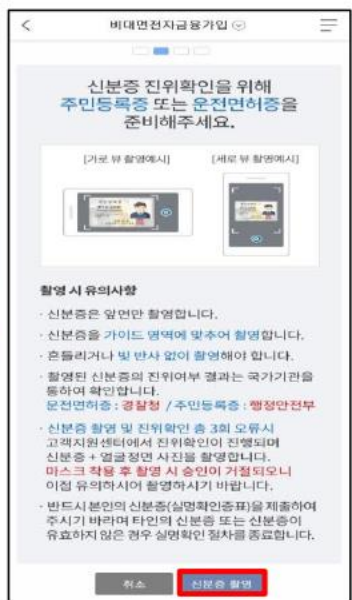 비대면전자금융가입
신분증 진위확인을 위해
주민등록증 또는 운전면허증을
준비해주세요.
[가로 뷰 촬영예시] [세로 뷰 촬영예시]
촬영 시 유의사항
· 신분증은 앞면만 촬영합니다.
· 신분증을 가이드 영역에 맞추어 촬영합니다.
· 흔들리거나 빛 반사 없이 촬영해야 합니다.
· 촬영된 신분증의 진위여부 결과는 국가기관을
통하여 확인합니다.
운전면허증 : 경찰청 / 주민등록증 : 행정안전부
· 신분증 촬영 및 진위확인 총 3회 오류시
고객지원센터에서 진위확인이 진행되며
신분증 + 얼굴정면 사진을 촬영합니다.
마스크 착용 후 촬영 시 승인이 거절되오니
이점 유의하시어 촬영하시기 바랍니다.
· 반드시 본인의 신분증(실명확인증표)을 제출하여
주시기 바라며 타인의 신분증 또는 신분증이
유효하지 않은 경우 실명확인 절차를 종료합니다.
취소 신분증 촬영